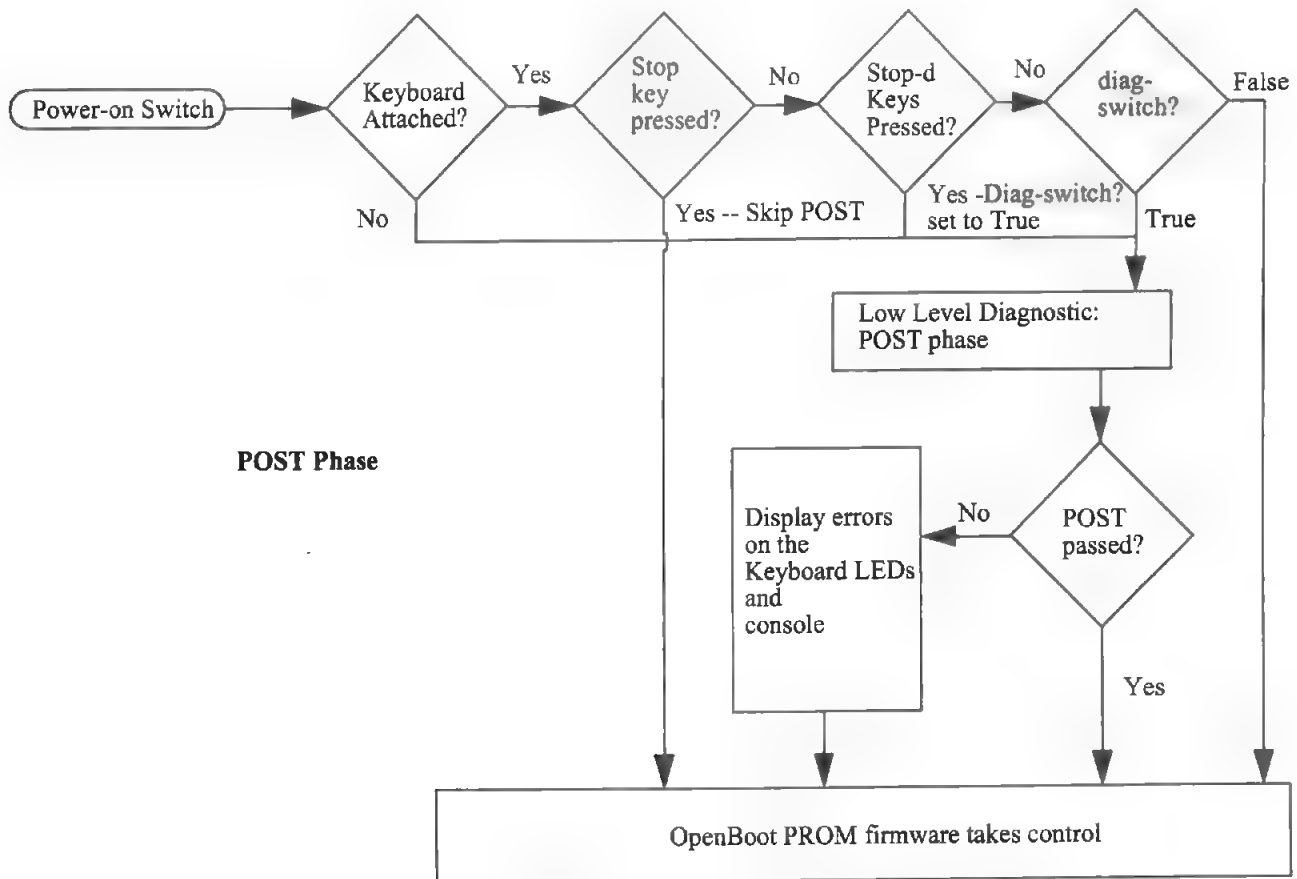 Power-on Switch
Keyboard
Attached?
Yes
No
Stop
key
pressed?
No
Yes -- Skip POST
Stop-d
Keys
Pressed?
No
Yes -Diag-switch?
set to True
diag-
switch?
False
True
Low Level Diagnostic:
POST phase
POST Phase
POST
passed?
No
Yes
Display errors
on the
Keyboard LEDs
and
console
OpenBoot PROM firmware takes control